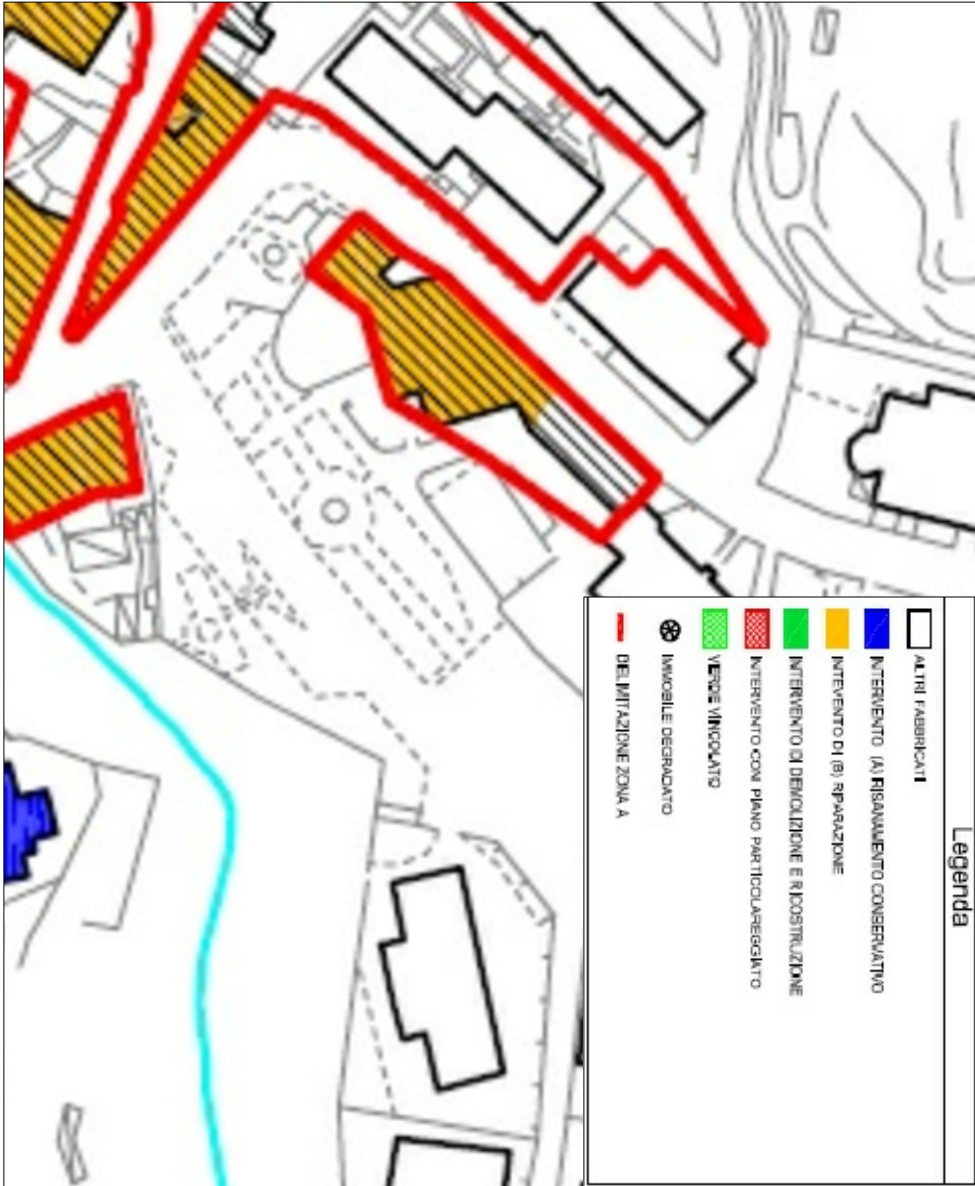 Legenda
ALTRI FABBRICATI
INTERVENTO (A) RISANAMENTO CONSERVATIVO
INTEVENTO DI (B) RIPARAZIONE
INTERVENTO DI DEMOLIZIONE E RICOSTRUZIONE
INTERVENTO CON PIANO PARTICOLAREGGIATO
VERDE VINCOLATO
IMMOBILE DEGRADATO
DELIMITAZIONE ZONA A